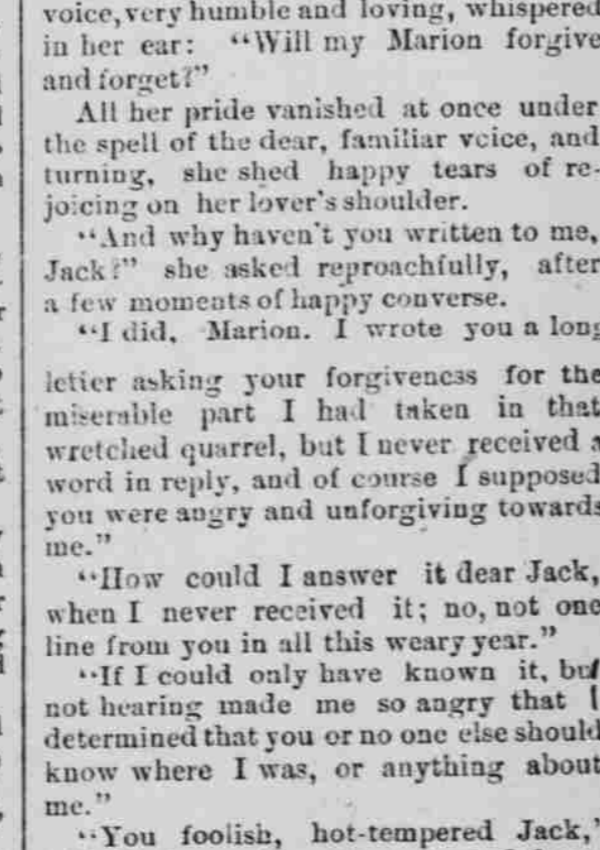 voice, very humble and loving, whispered
in her ear: "Will my Marion forgive
and forget?"
All her pride vanished at once under
the spell of the dear, familiar vcice, and
turning, she shed happy tears of re-
joicing on her lover's shoulder.
"And why haven't you written to me,
Jack?" she asked reproachfully, after
a few moments of happy converse.
"I did, Marion. I wrote you a long
letter asking your forgiveness for the
miserable part I had taken in that
wretched quarrel, but I never received a
word in reply, and of course I supposed
you were angry and unforgiving towards
me."
"How could I answer it dear Jack,
when I never received it; no, not one
line from you in all this weary year."
"If I could only have known it, but
not hearing made me so angry that I
determined that you or no one else should
know where I was, or anything about
me."
"You foolish, hot-tempered Jack,"